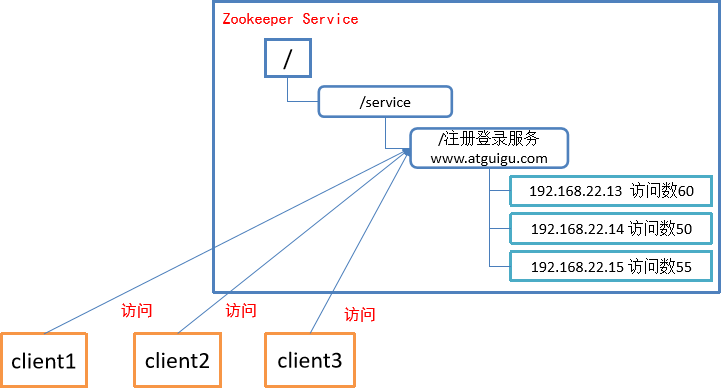 Zookeeper Service
/
/service
/注册登录服务
www.atguigu.com
192.168.22.13 访问数60
192.168.22.14 访问数50
192.168.22.15 访问数55
访问
访问
访问
client1
client2
client3